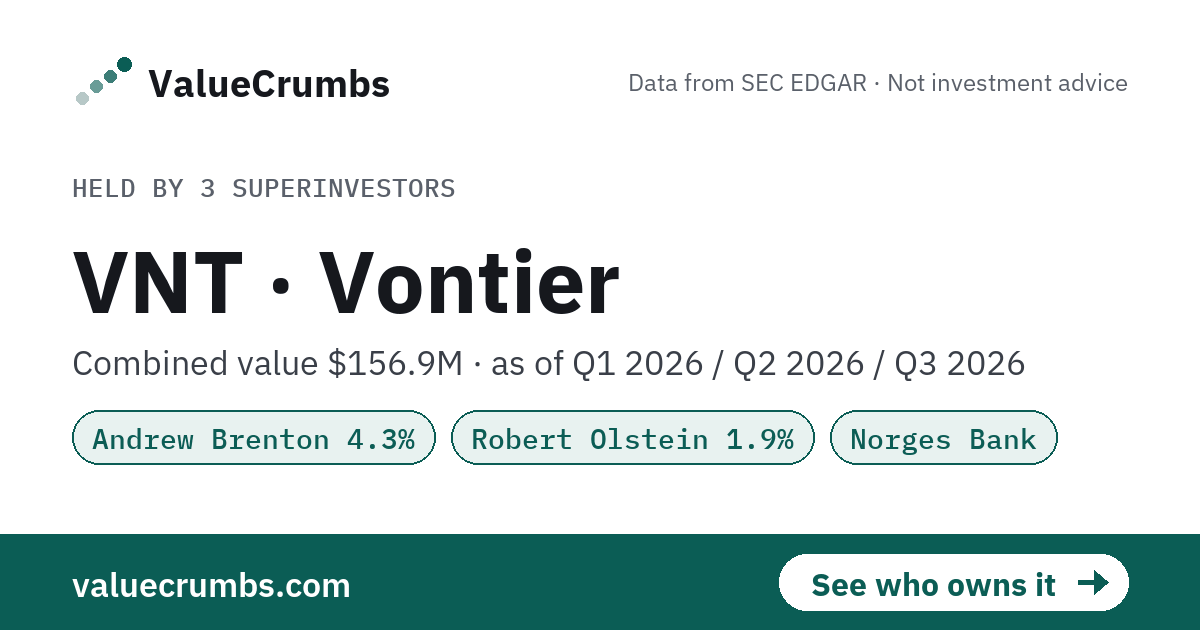 ValueCrumbs
Data from SEC EDGAR · Not investment advice
HELD BY 3 SUPERINVESTORS
VNT · Vontier
Combined value $156.9M · as of Q1 2026 / Q2 2026 / Q3 2026
Andrew Brenton 4.3%
Robert Olstein 1.9%
Norges Bank
valuecrumbs.com
See who owns it →